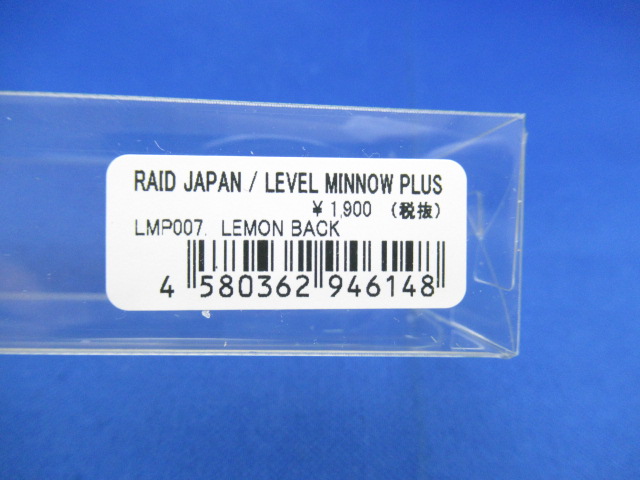 RAID JAPAN / LEVEL MINNOW PLUS
¥ 1,900 (税抜)
LMP007. LEMON BACK
4 580362 946148